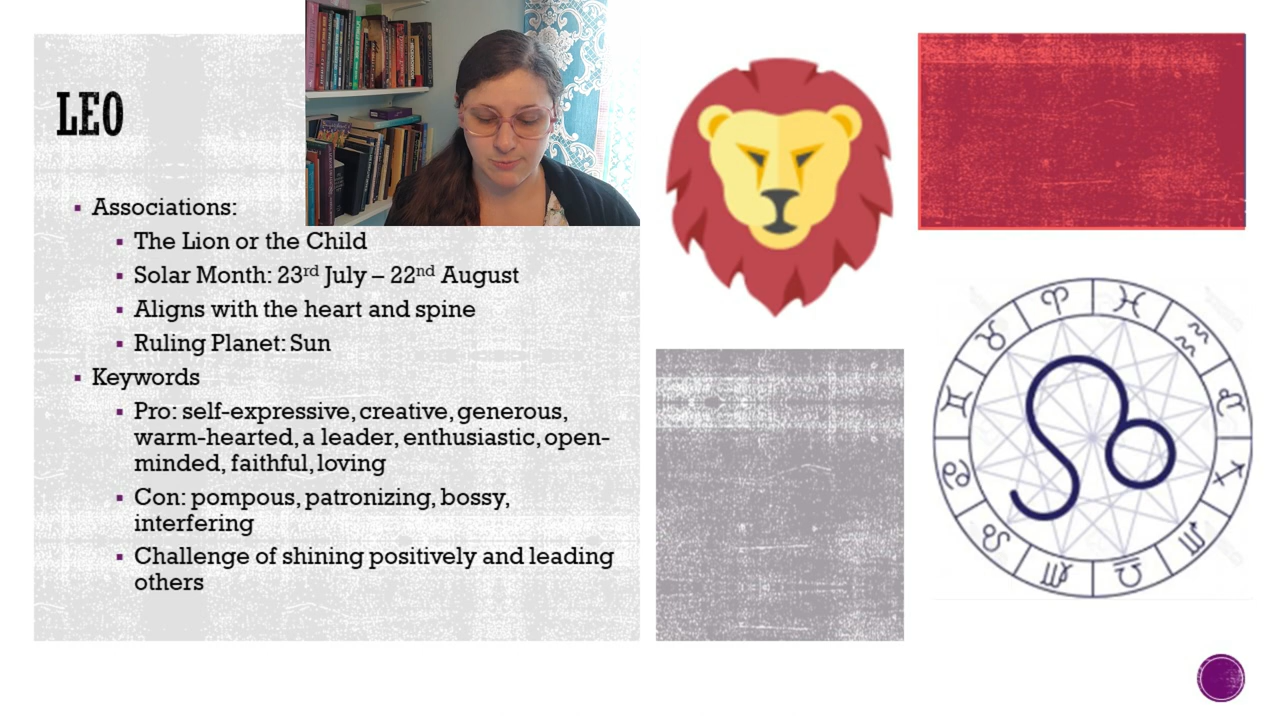 LEO
▪ Associations:
▪ The Lion or the Child
▪ Solar Month: 23rd July – 22nd August
▪ Aligns with the heart and spine
▪ Ruling Planet: Sun
▪ Keywords
▪ Pro: self-expressive, creative, generous,
warm-hearted, a leader, enthusiastic, open-
minded, faithful, loving
▪ Con: pompous, patronizing, bossy,
interfering
▪ Challenge of shining positively and leading
others